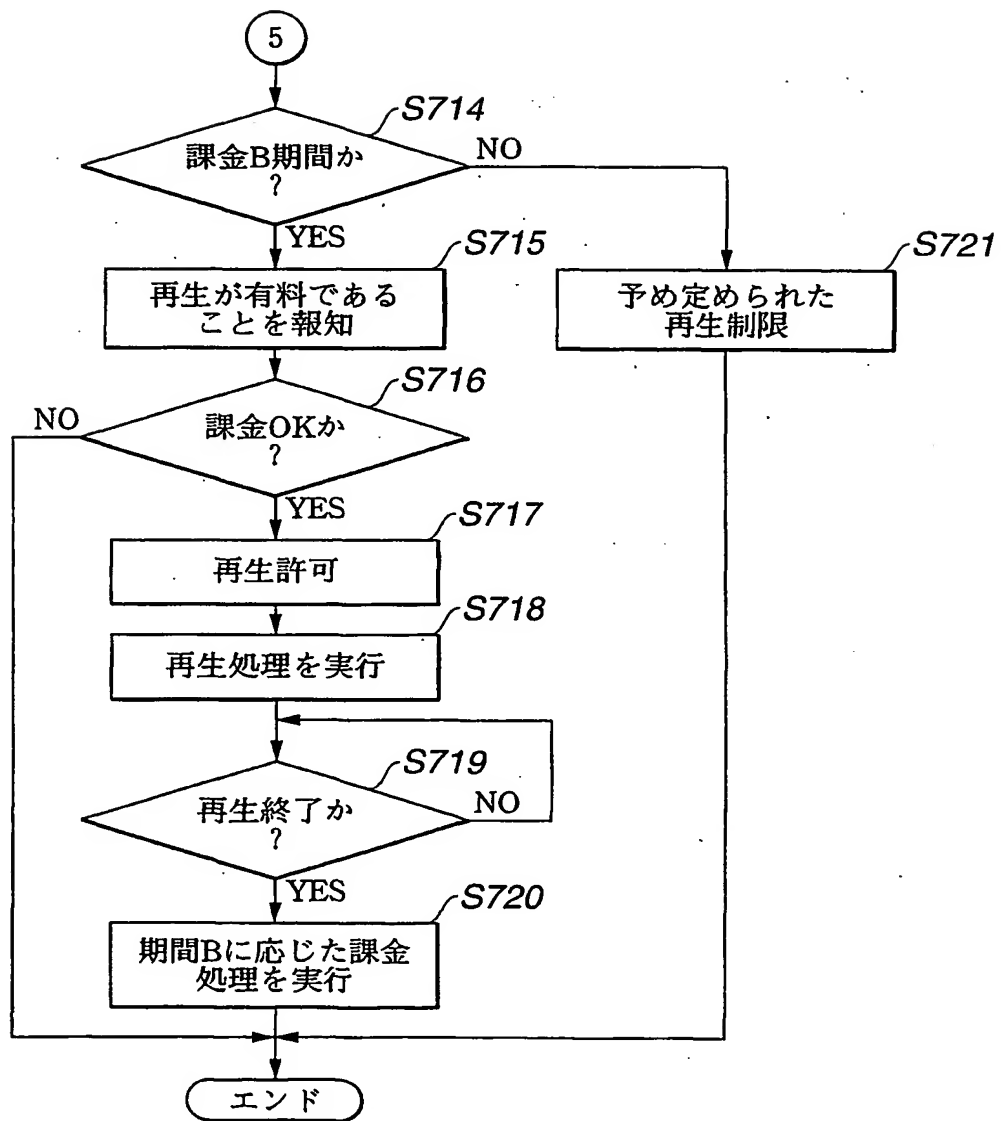 5
S714
課金B期間か
?
NO
YES
S715
再生が有料である
ことを報知
S721
予め定められた
再生制限
S716
NO
課金OKか
?
YES
S717
再生許可
S718
再生処理を実行
S719
再生終了か
?
NO
YES
S720
期間Bに応じた課金
処理を実行
エンド